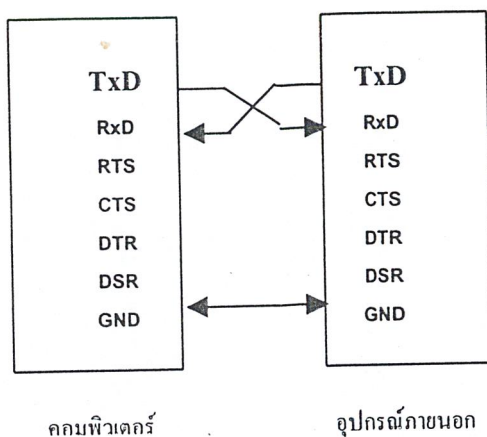 TxD
RxD
RTS
CTS
DTR
DSR
GND
TxD
RxD
RTS
CTS
DTR
DSR
GND
คอมพิวเตอร์
อุปกรณ์ภายนอก